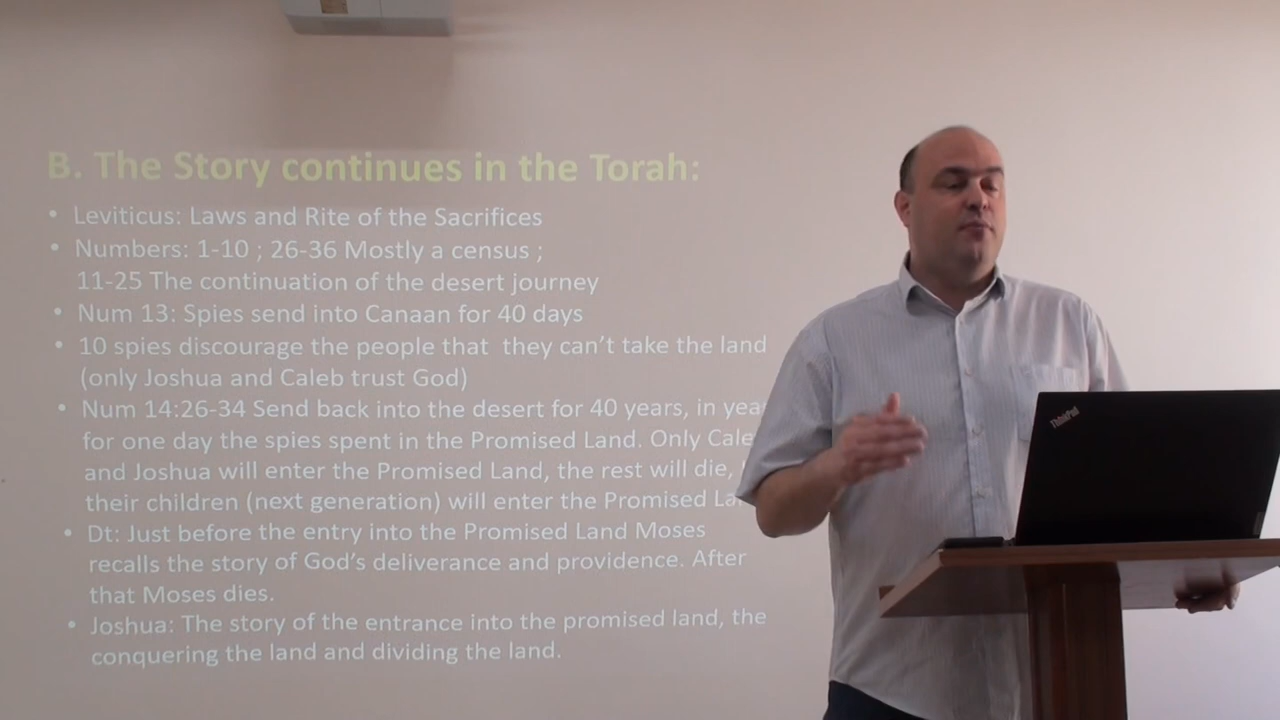 B. The Story continues in the Torah:
• Leviticus: Laws and Rite of the Sacrifices
• Numbers: 1-10 ; 26-36 Mostly a census ;
11-25 The continuation of the desert journey
• Num 13: Spies send into Canaan for 40 days
• 10 spies discourage the people that they can't take the land
(only Joshua and Caleb trust God)
• Num 14:26-34 Send back into the desert for 40 years, in
for one day the spies spent in the Promised Land. Only
and Joshua will enter the Promised Land, the rest will die,
their children (next generation) will enter the Promised
• Dt: Just before the entry into the Promised Land Moses
recalls the story of God's deliverance and providence. After
that Moses dies.
• Joshua: The story of the entrance into the promised land, the
conquering the land and dividing the land.
ThinkPad